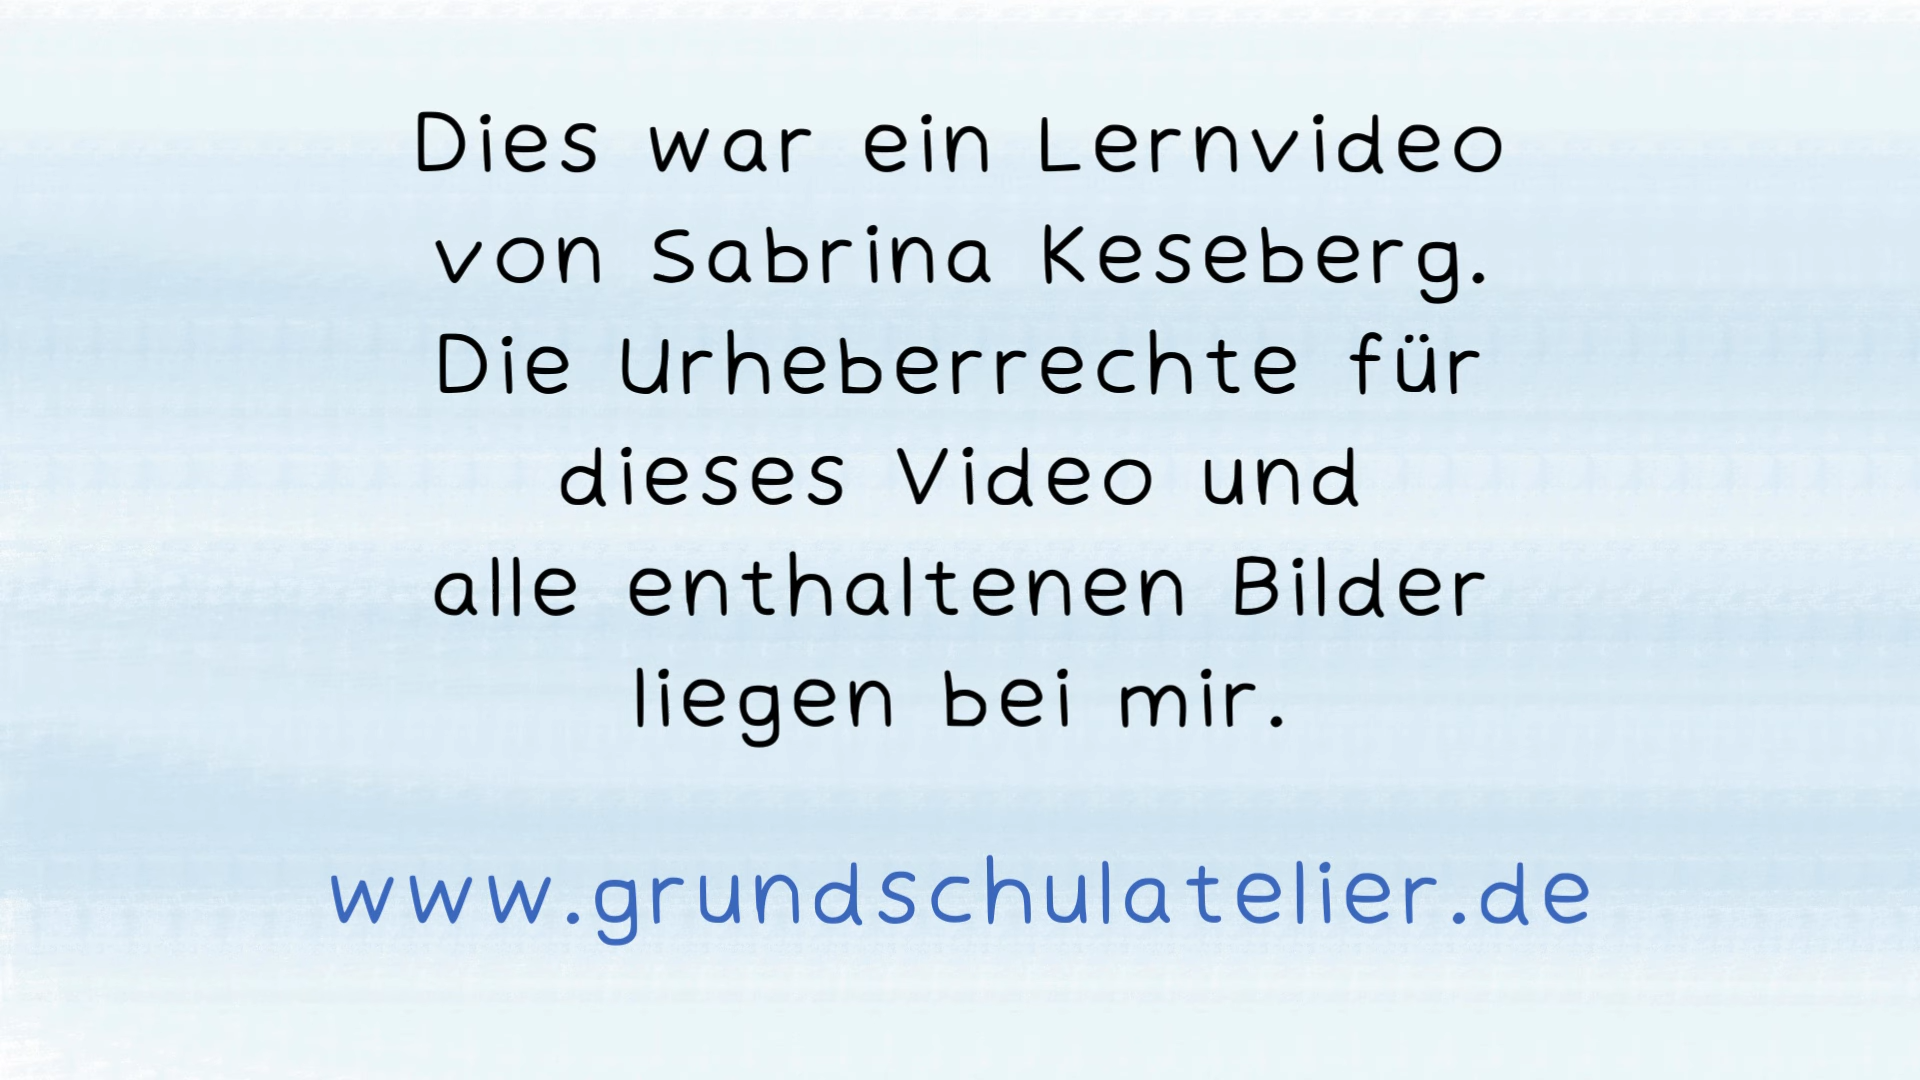 Dies war ein Lernvideo
von Sabrina Keseberg.
Die Urheberrechte für
dieses Video und
alle enthaltenen Bilder
liegen bei mir.
www.grundschulatelier.de